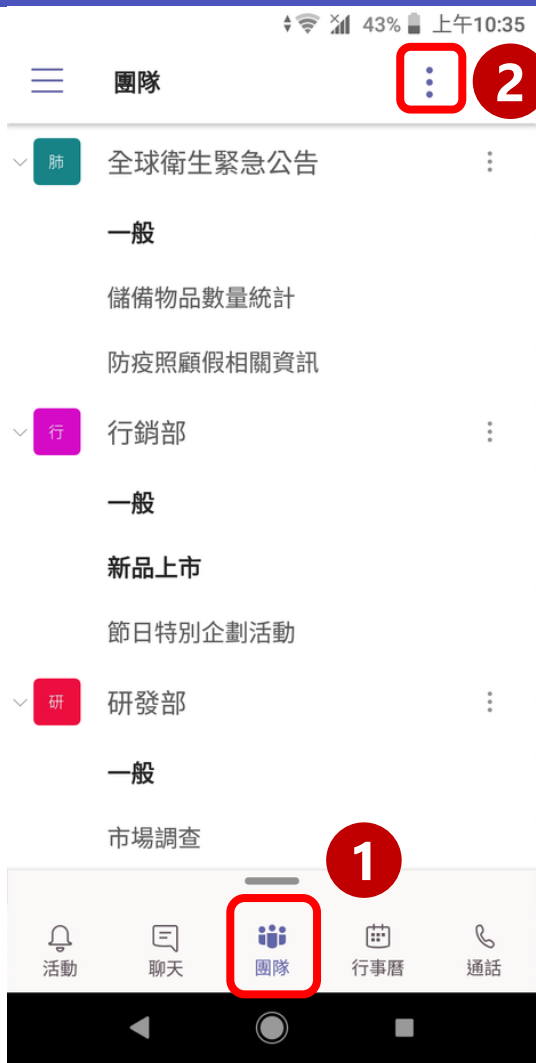 43% 上午10:35
團隊
2
肺 全球衛生緊急公告
一般
儲備物品數量統計
防疫照顧假相關資訊
行 行銷部
一般
新品上市
節日特別企劃活動
研 研發部
一般
市場調查
1
活動 聊天 團隊 行事曆 通話